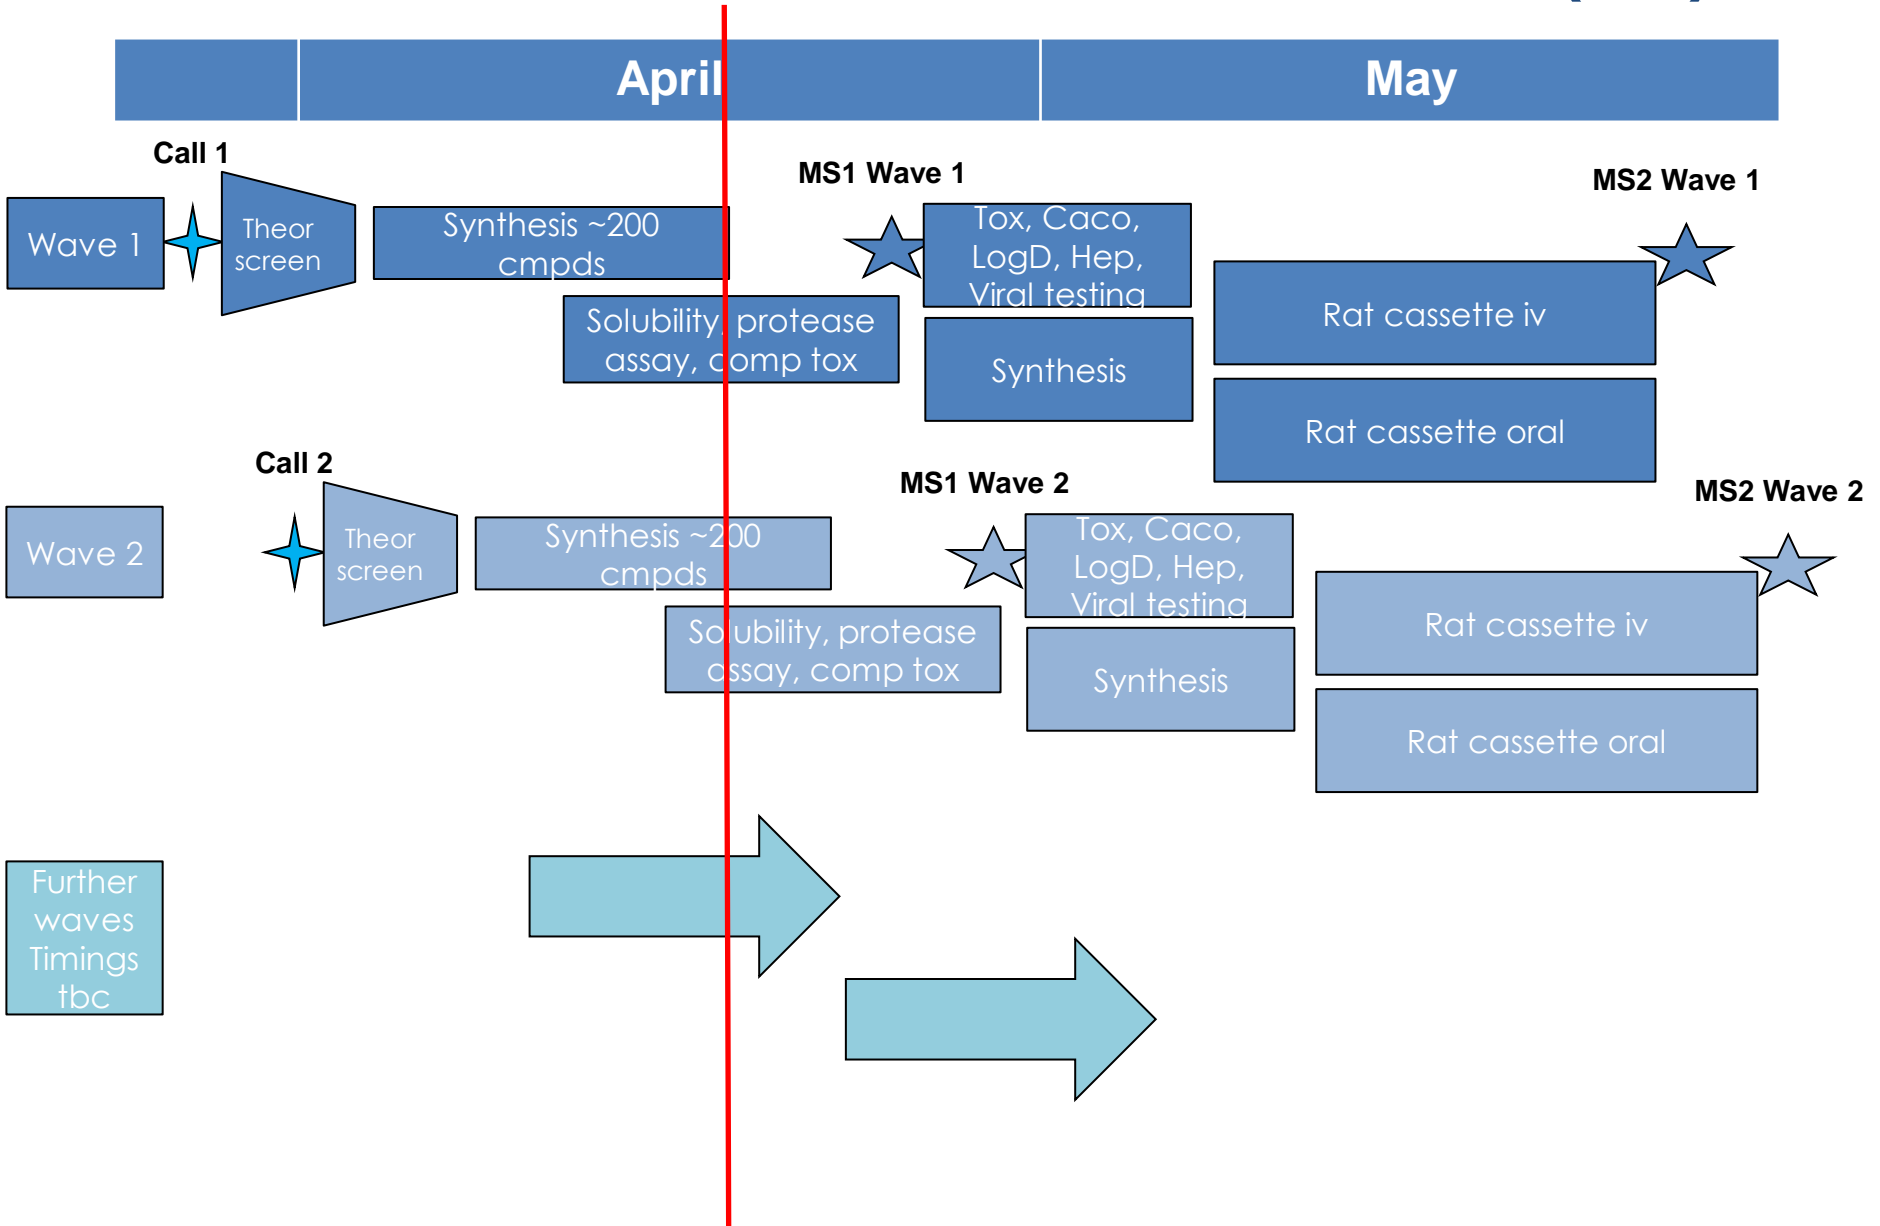 April
May
Call 1
MS1 Wave 1
MS2 Wave 1
Wave 1
Theor
screen
Synthesis ~200
cmpds
Tox, Caco,
LogD, Hep,
Viral testing
Solubility, protease
assay, comp tox
Synthesis
Rat cassette iv
Rat cassette oral
Call 2
MS1 Wave 2
MS2 Wave 2
Wave 2
Theor
screen
Synthesis ~200
cmpds
Tox, Caco,
LogD, Hep,
Viral testing
Solubility, protease
assay, comp tox
Synthesis
Rat cassette iv
Rat cassette oral
Further
waves
Timings
tbc